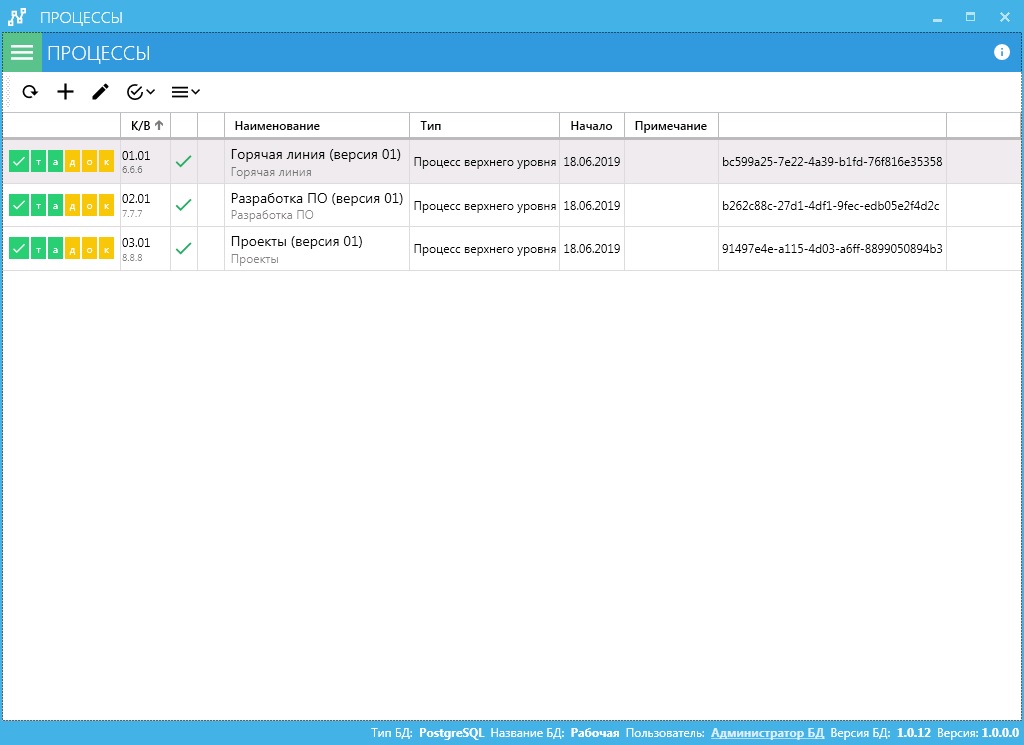 ПРОЦЕССЫ
ПРОЦЕССЫ
К/В Наименование Тип Начало Примечание
т а д о к 01.01 Горячая линия (версия 01) Процесс верхнего уровня 18.06.2019 bc599a25-7e22-4a39-b1fd-76f816e35358
6.6.6 Горячая линия
т а д о к 02.01 Разработка ПО (версия 01) Процесс верхнего уровня 18.06.2019 b262c88c-27d1-4df1-9fec-edb05e2f4d2c
7.7.7 Разработка ПО
т а д о к 03.01 Проекты (версия 01) Процесс верхнего уровня 18.06.2019 91497e4e-a115-4d03-a6ff-8899050894b3
8.8.8 Проекты
Тип БД: PostgreSQL Название БД: Рабочая Пользователь: Администратор БД Версия БД: 1.0.12 Версия: 1.0.0.0